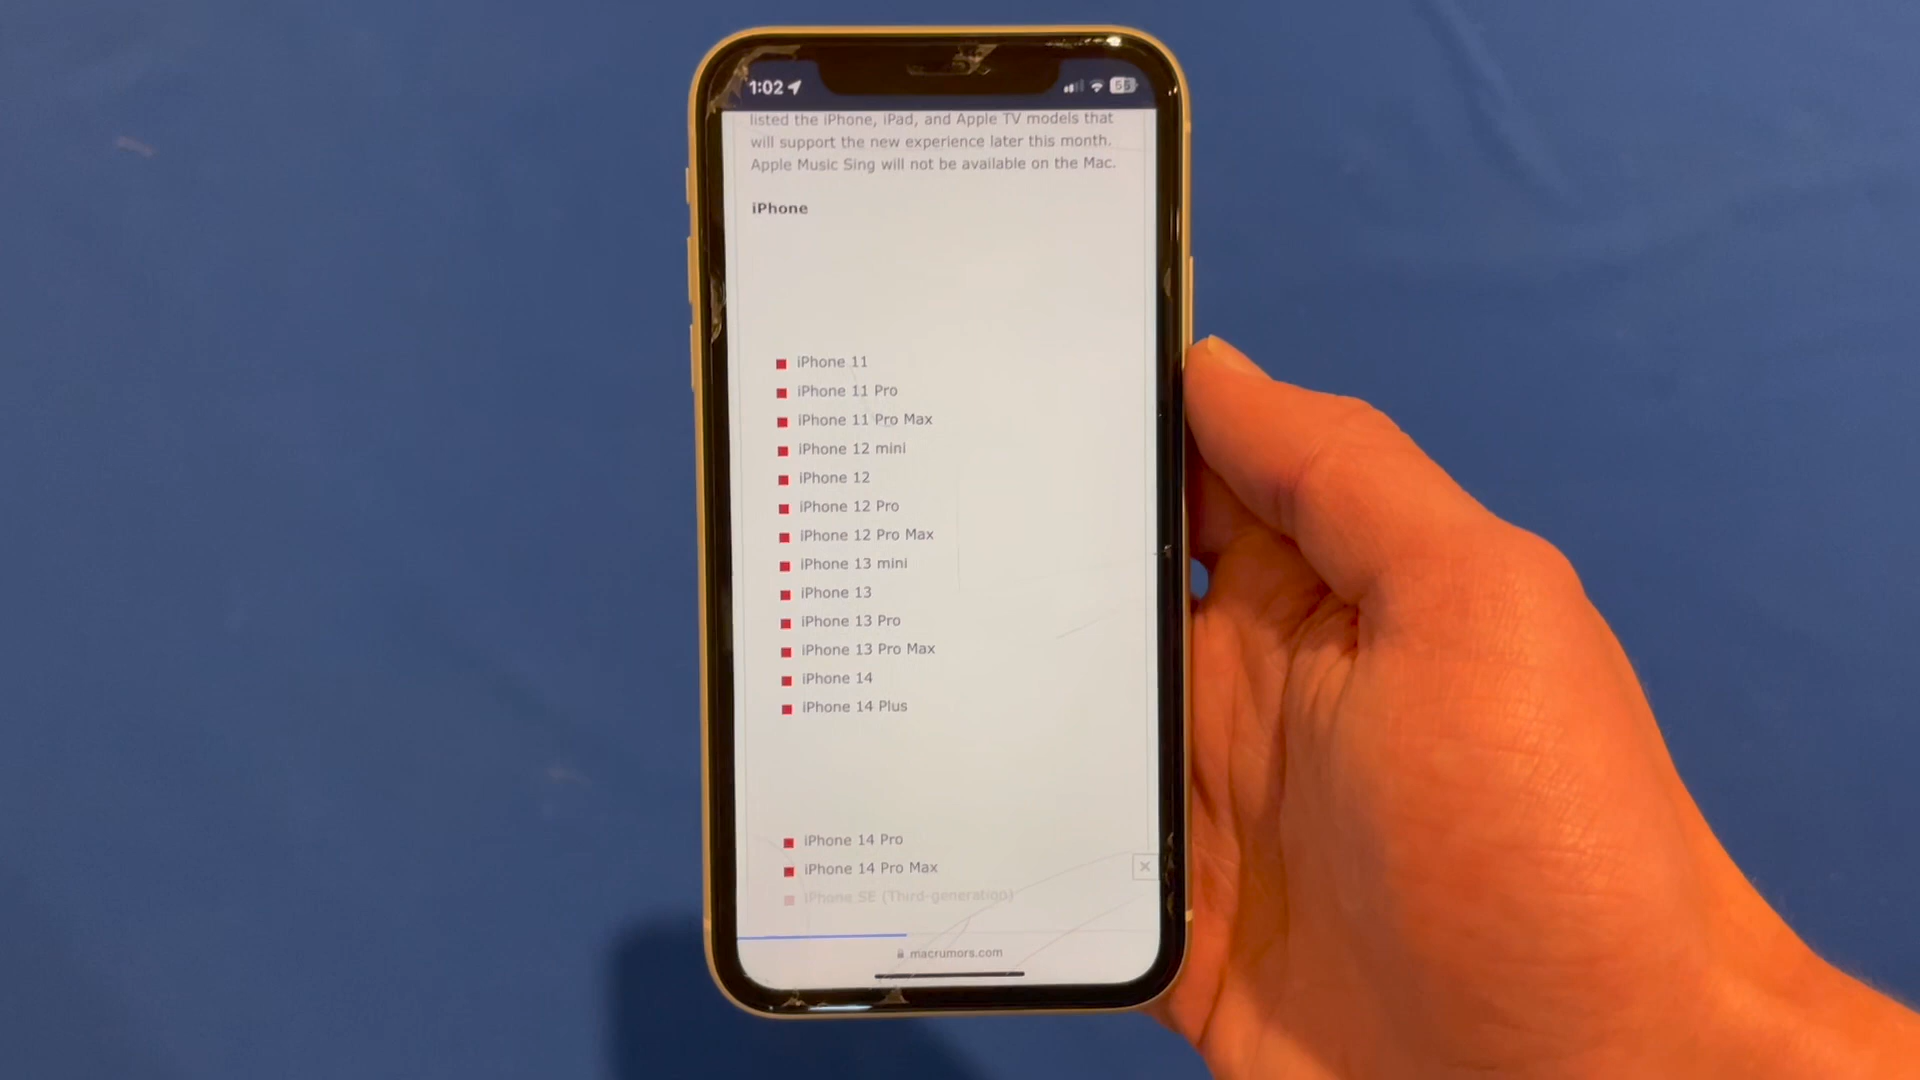 1:02
55
listed the iPhone, iPad, and Apple TV models that
will support the new experience later this month.
Apple Music Sing will not be available on the Mac.
iPhone
iPhone 11
iPhone 11 Pro
iPhone 11 Pro Max
iPhone 12 mini
iPhone 12
iPhone 12 Pro
iPhone 12 Pro Max
iPhone 13 mini
iPhone 13
iPhone 13 Pro
iPhone 13 Pro Max
iPhone 14
iPhone 14 Plus
iPhone 14 Pro
iPhone 14 Pro Max
iPhone SE (Third-generation)
macrumors.com